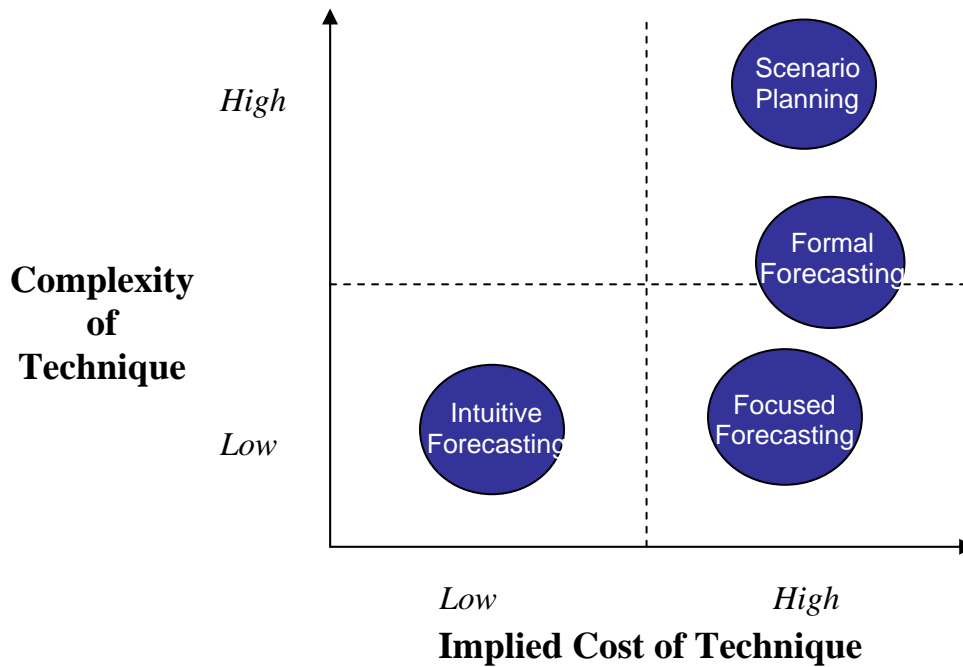 Scenario
Planning
High
Formal
Forecasting
Complexity
of
Technique
Intuitive
Forecasting
Focused
Forecasting
Low
Low
High
Implied Cost of Technique